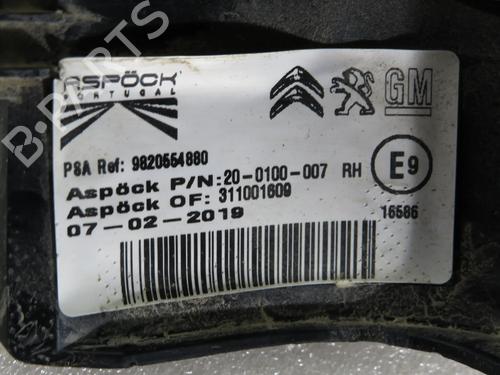 ASPÖCK
PORTUGAL
GM
PSA Ref: 9820554880
Aspöck P/N:20-0100-007 RH
E9
Aspöck OF: 311001609
07-02-2019
16586
B-PARTS